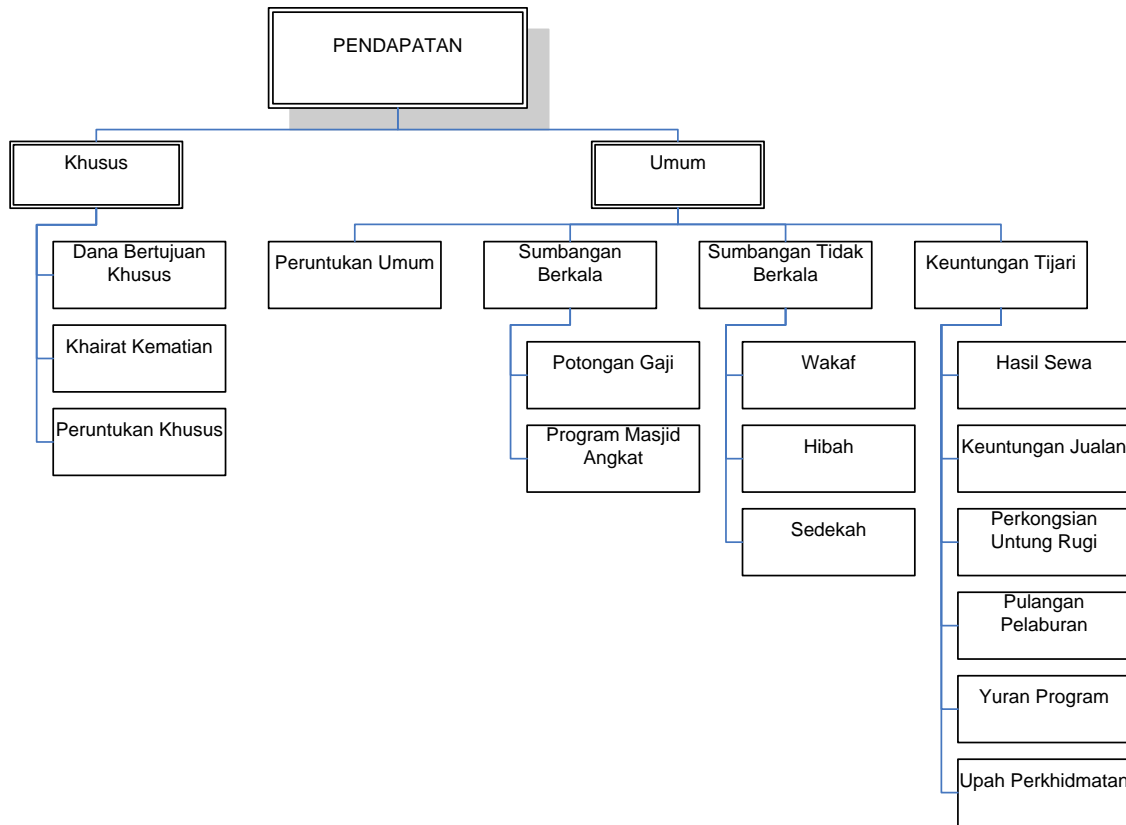 PENDAPATAN
Khusus
Umum
Dana Bertujuan
Khusus
Khairat Kematian
Peruntukan Khusus
Peruntukan Umum
Sumbangan
Berkala
Potongan Gaji
Program Masjid
Angkat
Sumbangan Tidak
Berkala
Wakaf
Hibah
Sedekah
Keuntungan Tijari
Hasil Sewa
Keuntungan Jualan
Perkongsian
Untung Rugi
Pulangan
Pelaburan
Yuran Program
Upah Perkhidmatan